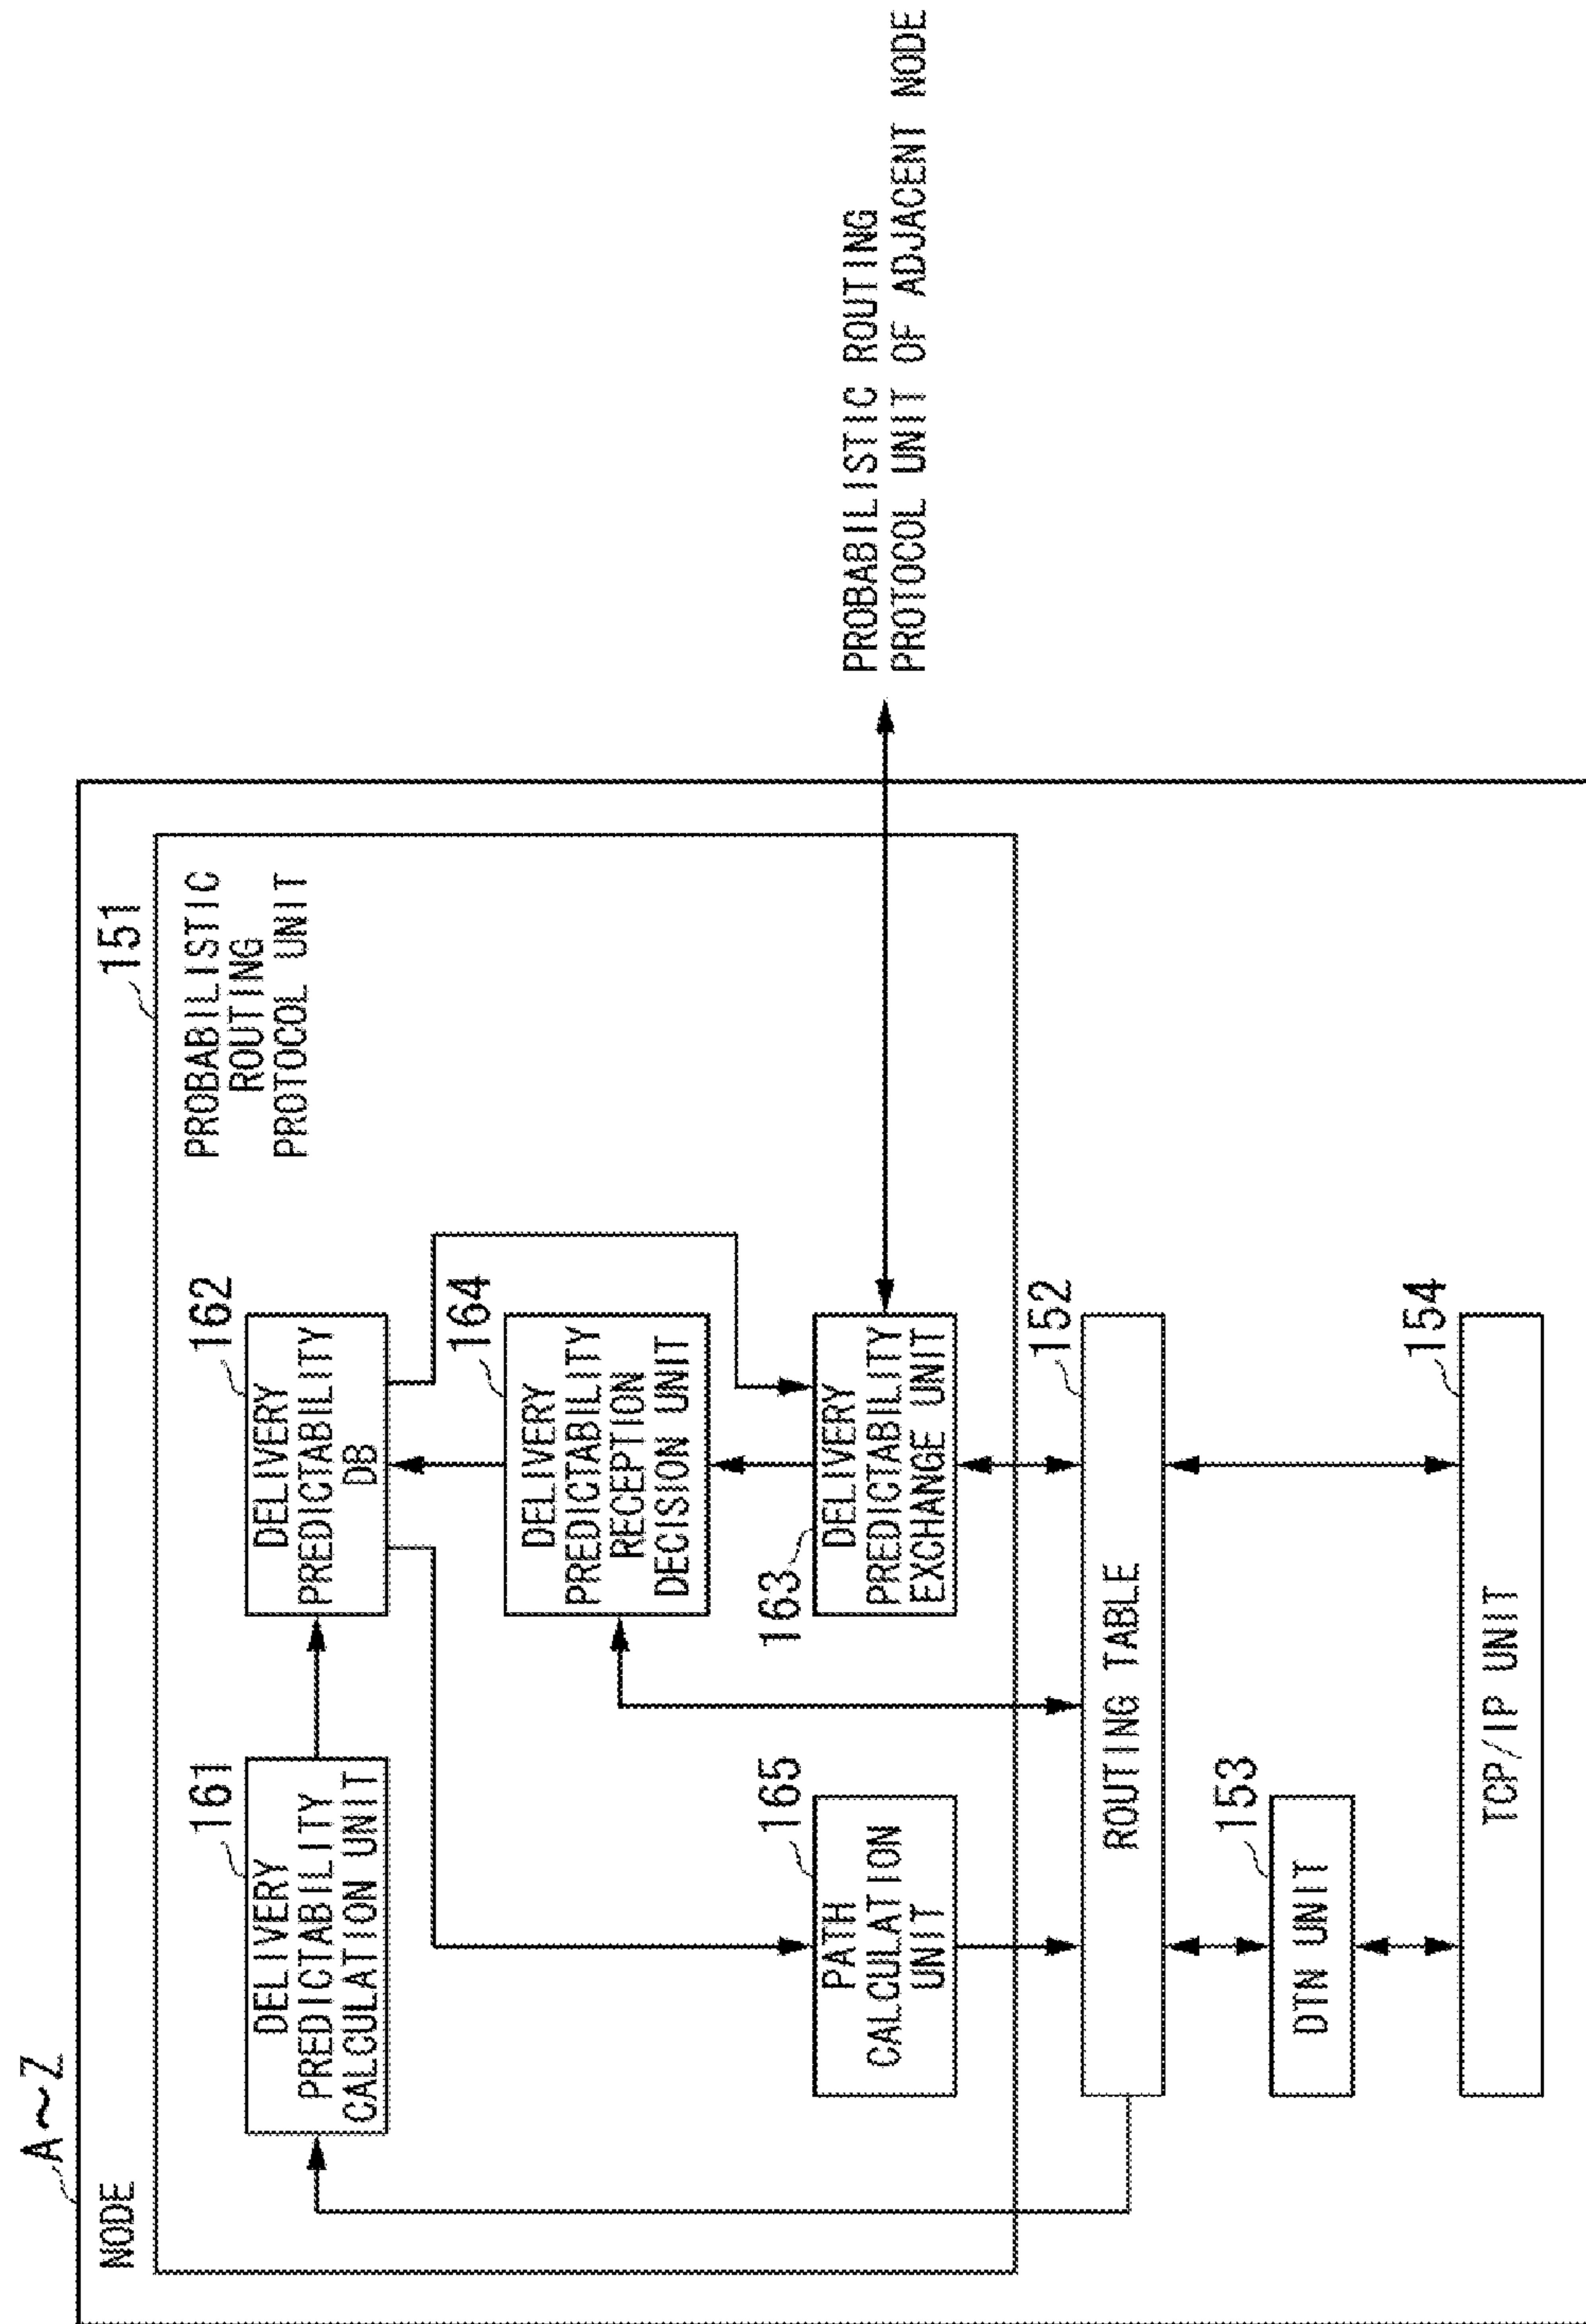 A~Z
NODE
151
PROBABILISTIC
ROUTING
PROTOCOL UNIT
161
DELIVERY
PREDICTABILITY
CALCULATION UNIT
162
DELIVERY
PREDICTABILITY
DB
164
DELIVERY
PREDICTABILITY
RECEPTION
DECISION UNIT
165
PATH
CALCULATION
UNIT
163
DELIVERY
PREDICTABILITY
EXCHANGE UNIT
PROBABILISTIC ROUTING
PROTOCOL UNIT OF ADJACENT NODE
152
ROUTING TABLE
153
DTN UNIT
154
TCP/IP UNIT